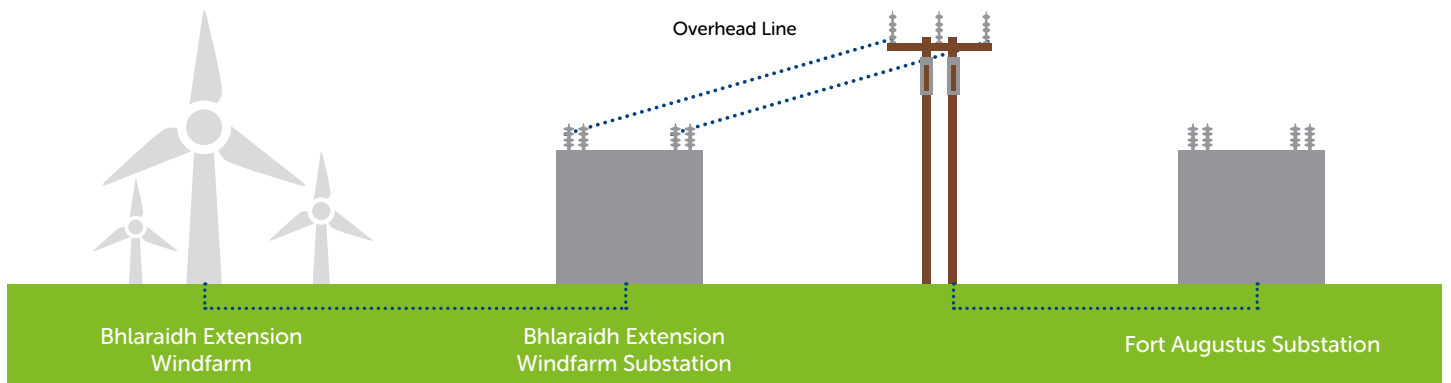 Overhead Line
Bhlaraidh Extension
Windfarm
Bhlaraidh Extension
Windfarm Substation
Fort Augustus Substation